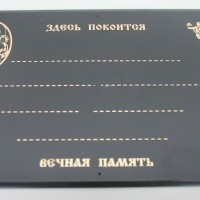 ЗДЕСЬ ПОКОИТСЯ
ВЕЧНАЯ ПАМЯТЬ